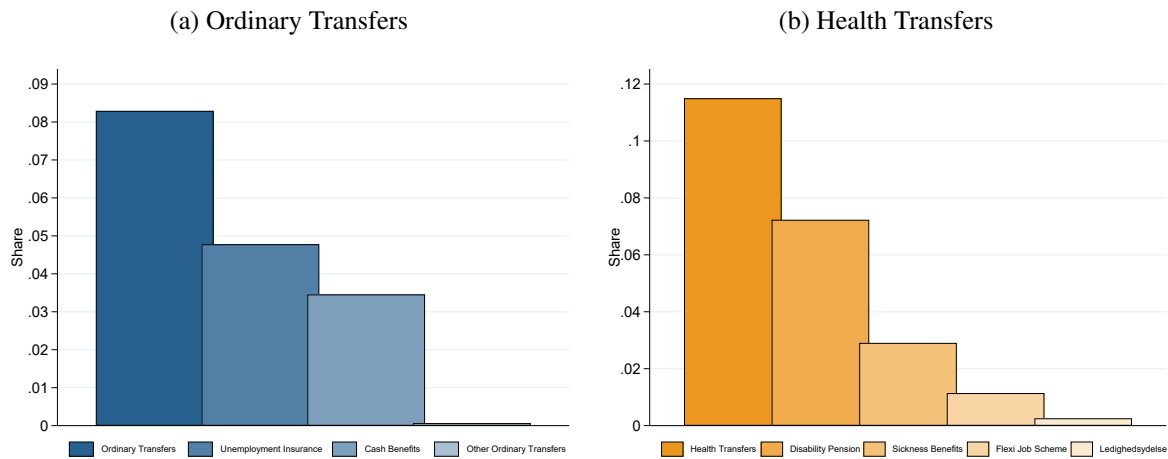 (a) Ordinary Transfers
.09
.08
.07
.06
.05
.04
.03
.02
.01
0
Share
Ordinary Transfers Unemployment Insurance Cash Benefits Other Ordinary Transfers
(b) Health Transfers
.12
.1
.08
.06
.04
.02
0
Share
Health Transfers Disability Pension Sickness Benefits Flexi Job Scheme Ledighedsydelse